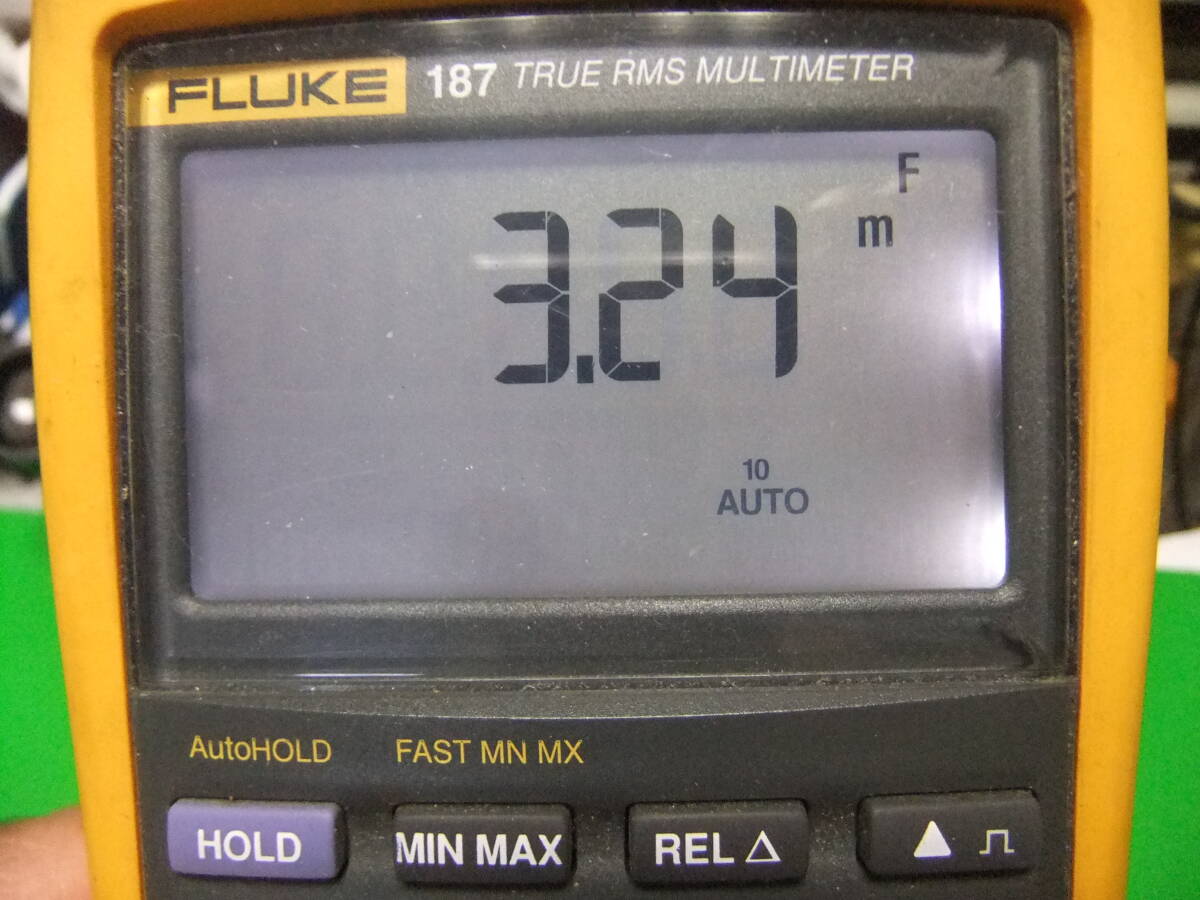 FLUKE 187 TRUE RMS MULTIMETER
F
3.24 m
10
AUTO
AutoHOLD FAST MN MX
HOLD MIN MAX REL △ ▲ ⎍